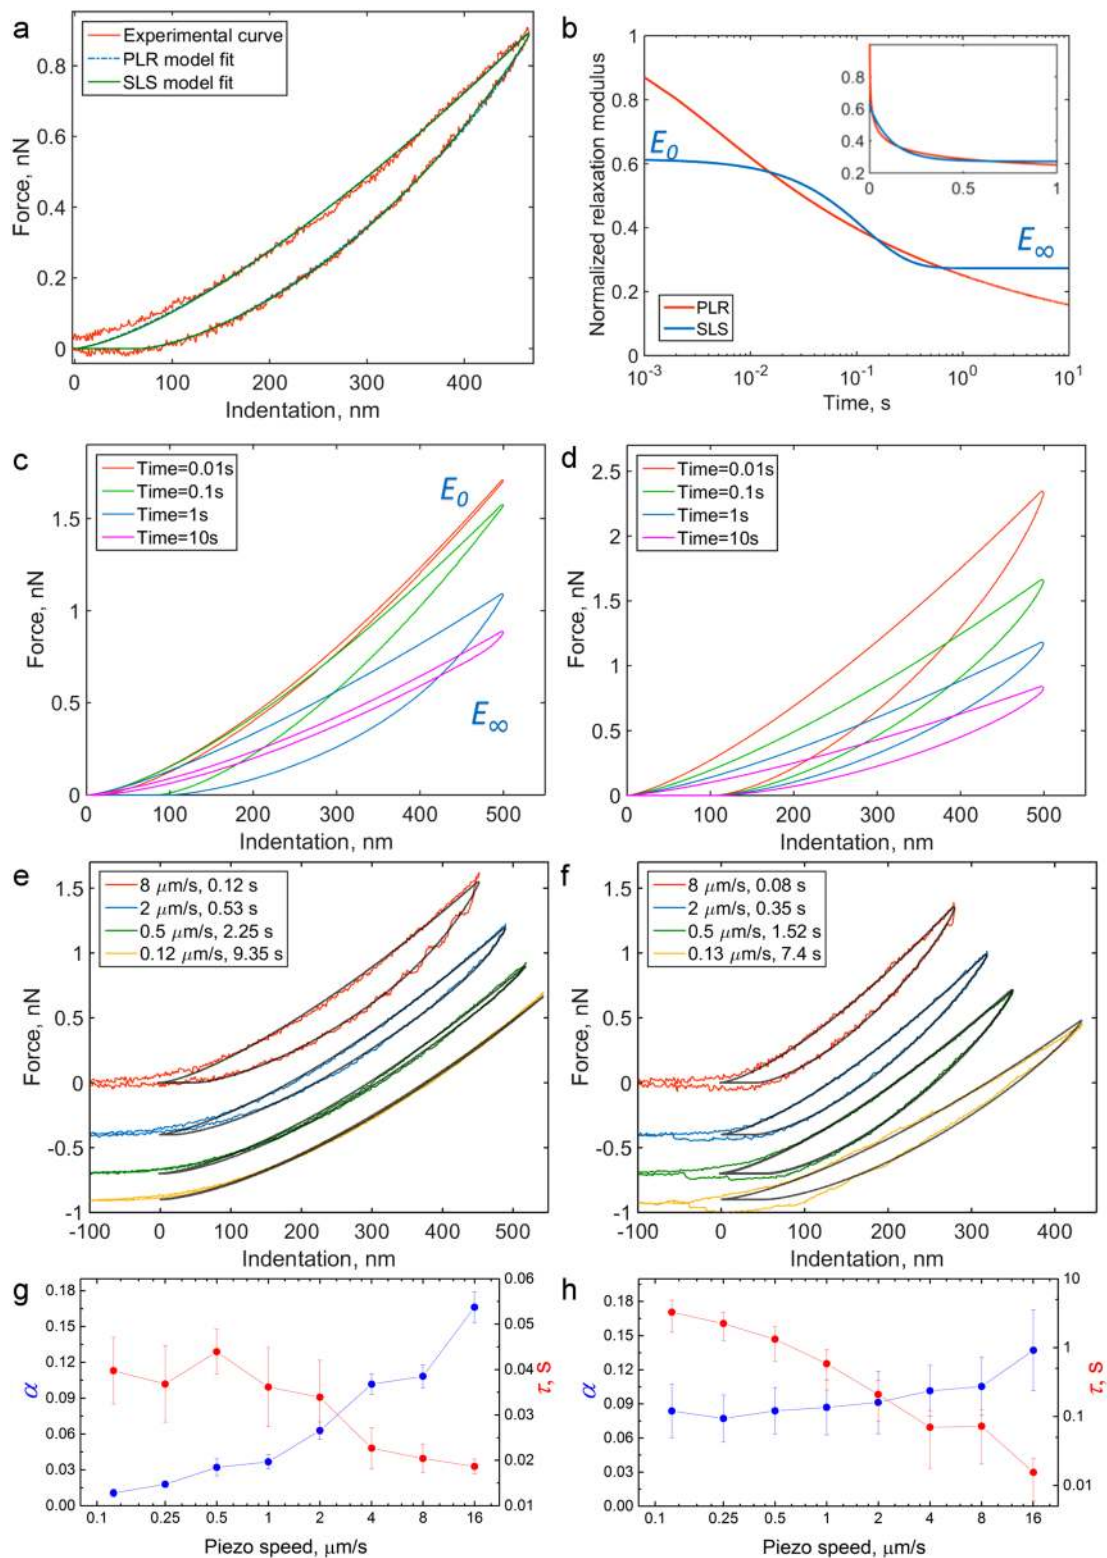 a
Experimental curve
PLR model fit
SLS model fit
0.8
0.6
0.4
0.2
0
Force, nN
0
100
200
300
400
Indentation, nm
b
1
0.8
0.6
0.4
0.2
0
Normalized relaxation modulus
E0
E∞
0.8
0.6
0.4
0.2
0
0.5
1
PLR
SLS
10-3
10-2
10-1
100
101
Time, s
c
Time=0.01s
Time=0.1s
Time=1s
Time=10s
E0
E∞
1.5
1
0.5
0
Force, nN
0
100
200
300
400
500
Indentation, nm
d
Time=0.01s
Time=0.1s
Time=1s
Time=10s
2.5
2
1.5
1
0.5
0
Force, nN
0
100
200
300
400
500
Indentation, nm
e
8 μm/s, 0.12 s
2 μm/s, 0.53 s
0.5 μm/s, 2.25 s
0.12 μm/s, 9.35 s
1.5
1
0.5
0
-0.5
-1
Force, nN
-100
0
100
200
300
400
500
Indentation, nm
f
8 μm/s, 0.08 s
2 μm/s, 0.35 s
0.5 μm/s, 1.52 s
0.13 μm/s, 7.4 s
1.5
1
0.5
0
-0.5
-1
Force, nN
-100
0
100
200
300
400
Indentation, nm
g
0.18
0.15
0.12
0.09
0.06
0.03
0.00
α
0.06
0.05
0.04
0.03
0.02
0.01
τ, s
0.1
0.25
0.5
1
2
4
8
16
Piezo speed, μm/s
h
0.18
0.15
0.12
0.09
0.06
0.03
0.00
α
10
1
0.1
0.01
τ, s
0.1
0.25
0.5
1
2
4
8
16
Piezo speed, μm/s